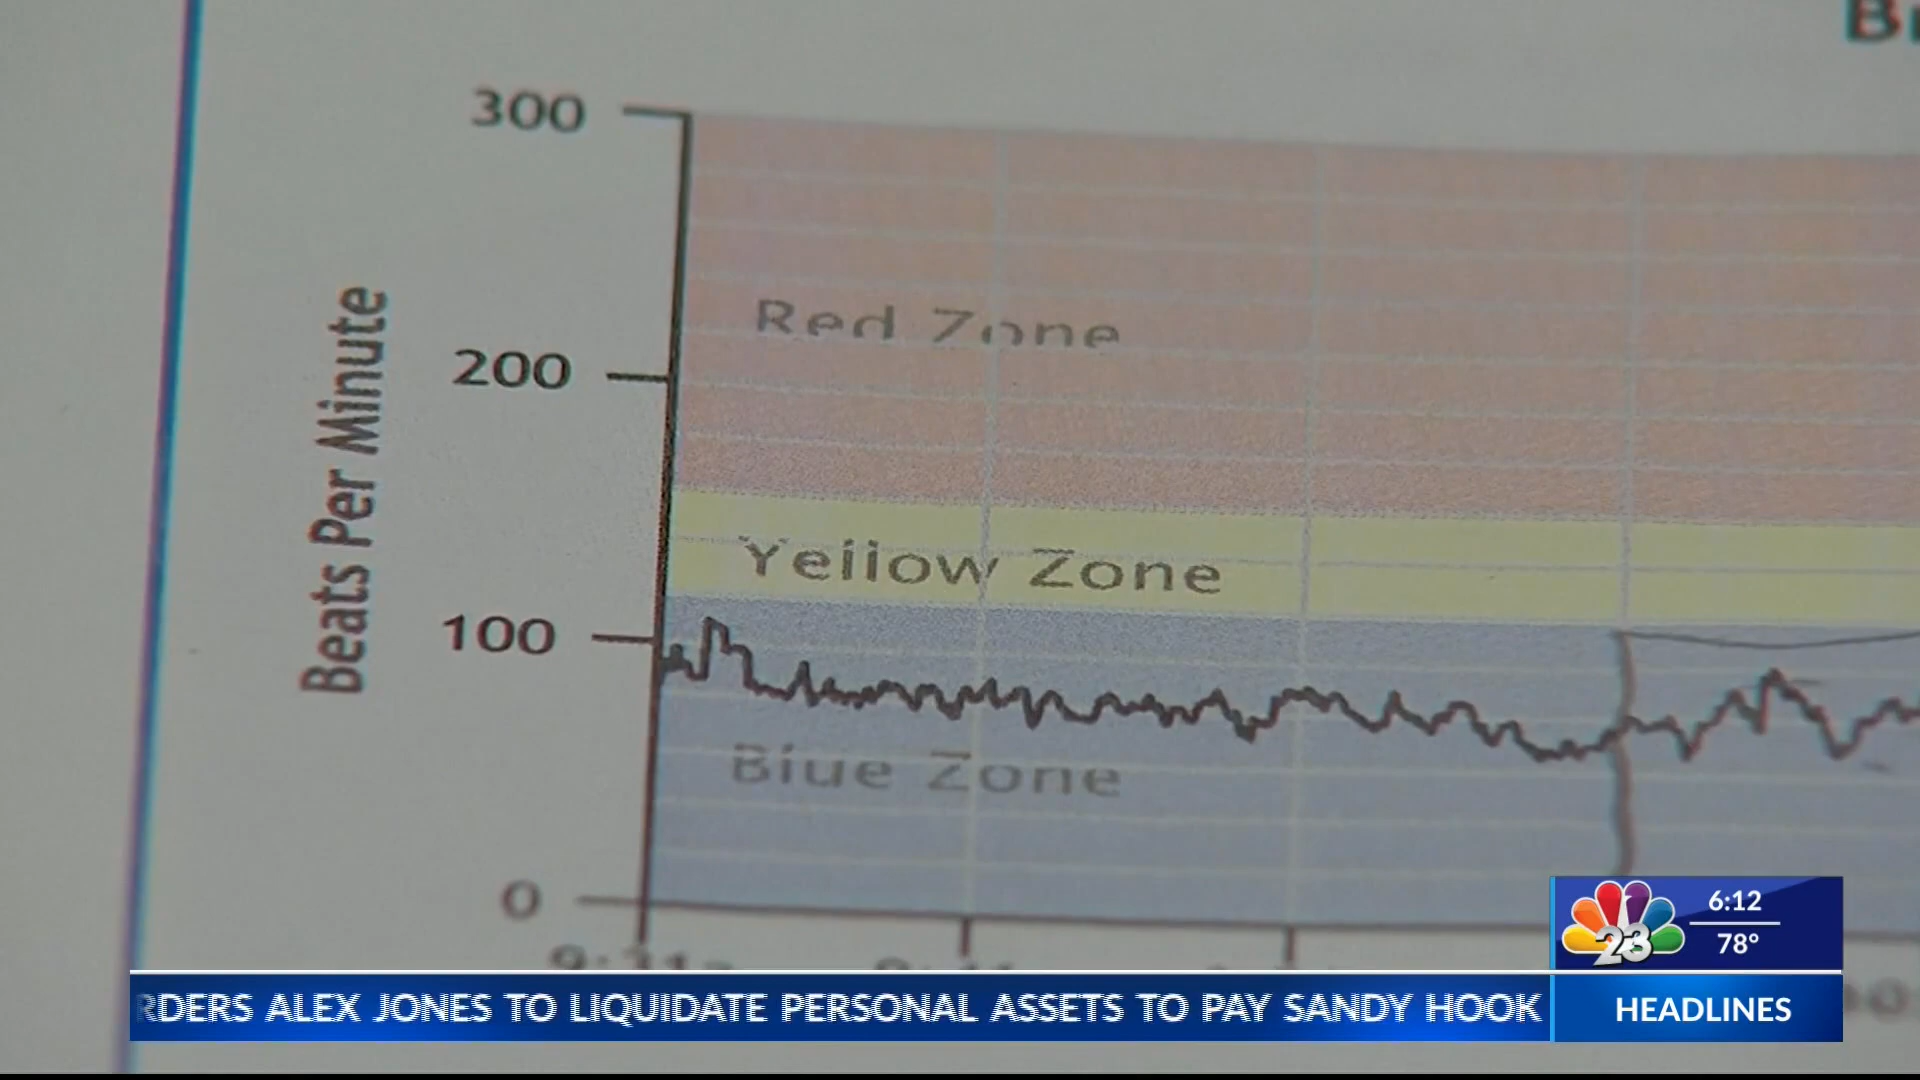 300
200
100
0
Beats Per Minute
Red Zone
Yellow Zone
Blue Zone
23
6:12
78°
RDERS ALEX JONES TO LIQUIDATE PERSONAL ASSETS TO PAY SANDY HOOK
HEADLINES